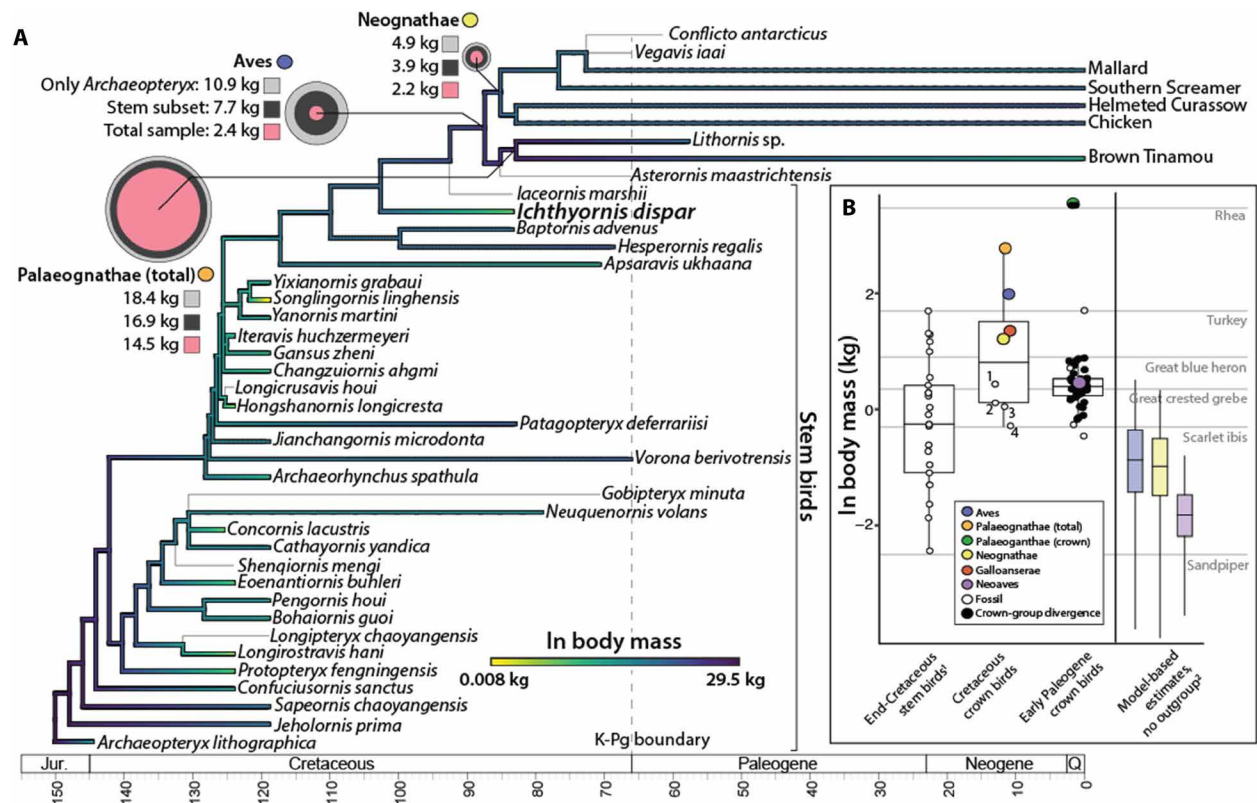 A
Neognathae
4.9 kg
3.9 kg
2.2 kg
Aves
Only Archaeopteryx: 10.9 kg
Stem subset: 7.7 kg
Total sample: 2.4 kg
Palaeognathae (total)
18.4 kg
16.9 kg
14.5 kg
Conflicto antarcticus
Vegavis iaai
Mallard
Southern Screamer
Helmeted Curassow
Chicken
Lithornis sp.
Brown Tinamou
Asterornis maastrichtensis
Iaceornis marshii
Ichthyornis dispar
Baptornis advenus
Hesperornis regalis
Apsaravis ukhaana
Yixianornis grabaui
Songlingornis linghensis
Yanornis martini
Iteravis huchzermeyeri
Gansus zheni
Changzuiornis ahgmi
Longicrusavis houi
Hongshanornis longicresta
Patagopteryx deferrariisi
Jianchangornis microdonta
Vorona berivotrensis
Archaeorhynchus spathula
Gobipteryx minuta
Neuquenornis volans
Concornis lacustris
Cathayornis yandica
Shenqiornis mengi
Eoenantiornis buhleri
Pengornis houi
Bohaiornis guoi
Longipteryx chaoyangensis
Longirostravis hani
Protopteryx fengningensis
Confuciusornis sanctus
Sapeornis chaoyangensis
Jeholornis prima
Archaeopteryx lithographica
Stem birds
ln body mass
0.008 kg
29.5 kg
K-Pg boundary
Jur.
Cretaceous
Paleogene
Neogene
Q
150
140
130
120
110
100
90
80
70
60
50
40
30
20
10
0
B
ln body mass (kg)
2
0
-2
Rhea
Turkey
Great blue heron
Great crested grebe
Scarlet ibis
Sandpiper
1
2
3
4
Aves
Palaeognathae (total)
Palaeoganthae (crown)
Neognathae
Galloanserae
Neoaves
Fossil
Crown-group divergence
End-Cretaceous
stem birds¹
Cretaceous
crown birds
Early Paleogene
crown birds
Model-based
estimates,
no outgroup²